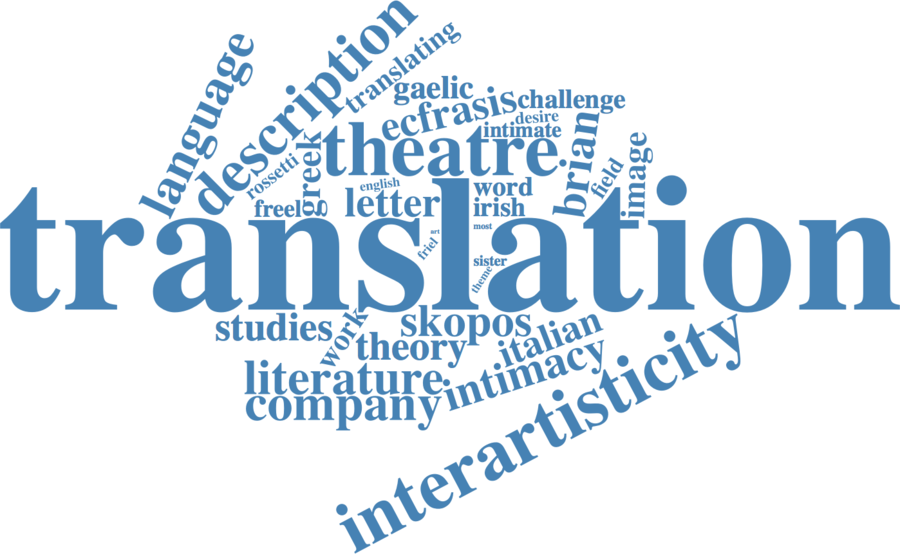 language
description
translating
gaelic
ecfrasis
challenge
desire
intimate
theatre
brian
image
field
rossetti
greek
english
word
freel
letter
irish
translation
art
most
friel
sister
theme
studies
work
skopos
theory
italian
literature
intimacy
company
interartisticity